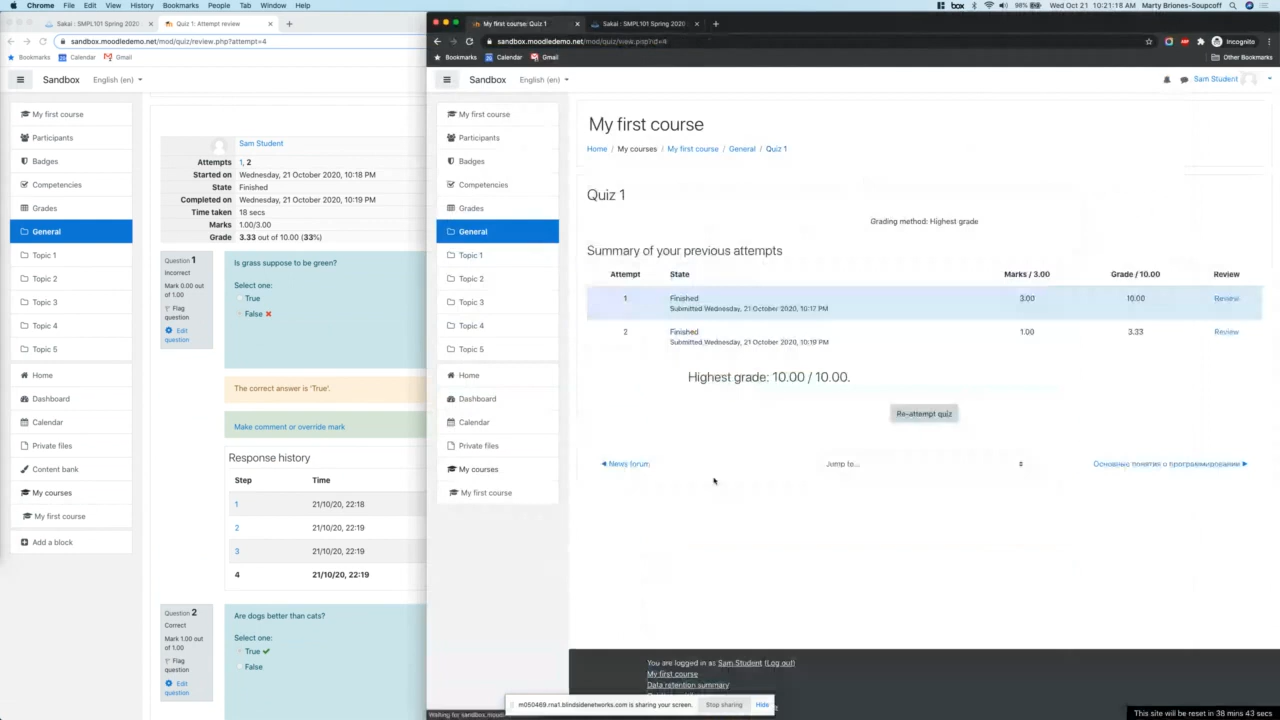 Chrome File Edit View History Bookmarks People Tab Window Help
box 98% Wed Oct 21 10:21:18 AM Marty Briones-Soupcoff
Sakai : SMPL101 Spring 2020
Quiz 1: Attempt review
sandbox.moodledemo.net/mod/quiz/review.php?attempt=4
Bookmarks Calendar Gmail
Sandbox English (en)
My first course
Participants
Badges
Competencies
Grades
General
Topic 1
Topic 2
Topic 3
Topic 4
Topic 5
Home
Dashboard
Calendar
Private files
Content bank
My courses
My first course
Add a block
Sam Student
Attempts 1, 2
Started on Wednesday, 21 October 2020, 10:18 PM
State Finished
Completed on Wednesday, 21 October 2020, 10:19 PM
Time taken 18 secs
Marks 1.00/3.00
Grade 3.33 out of 10.00 (33%)
Question 1
Incorrect
Mark 0.00 out
of 1.00
Flag
question
Edit
question
Is grass suppose to be green?
Select one:
True
False
The correct answer is 'True'.
Make comment or override mark
Response history
Step Time
1 21/10/20, 22:18
2 21/10/20, 22:19
3 21/10/20, 22:19
4 21/10/20, 22:19
Question 2
Correct
Mark 1.00 out
of 1.00
Flag
question
Edit
question
Are dogs better than cats?
Select one:
True
False
My first course: Quiz 1
Sakai : SMPL101 Spring 2020
sandbox.moodledemo.net/mod/quiz/view.php?id=4
Incognito
Bookmarks Calendar Gmail
Other Bookmarks
Sandbox English (en)
Sam Student
My first course
Participants
Badges
Competencies
Grades
General
Topic 1
Topic 2
Topic 3
Topic 4
Topic 5
Home
Dashboard
Calendar
Private files
My courses
My first course
My first course
Home / My courses / My first course / General / Quiz 1
Quiz 1
Grading method: Highest grade
Summary of your previous attempts
Attempt State Marks / 3.00 Grade / 10.00 Review
1 Finished 3.00 10.00 Review
Submitted Wednesday, 21 October 2020, 10:17 PM
2 Finished 1.00 3.33 Review
Submitted Wednesday, 21 October 2020, 10:19 PM
Highest grade: 10.00 / 10.00.
Re-attempt quiz
◄ News forum
Jump to...
Основные понятия о программировании ►
You are logged in as Sam Student (Log out)
My first course
Data retention summary
m050469.rna1.blindsidenetworks.com is sharing your screen. Stop sharing Hide
This site will be reset in 38 mins 43 secs